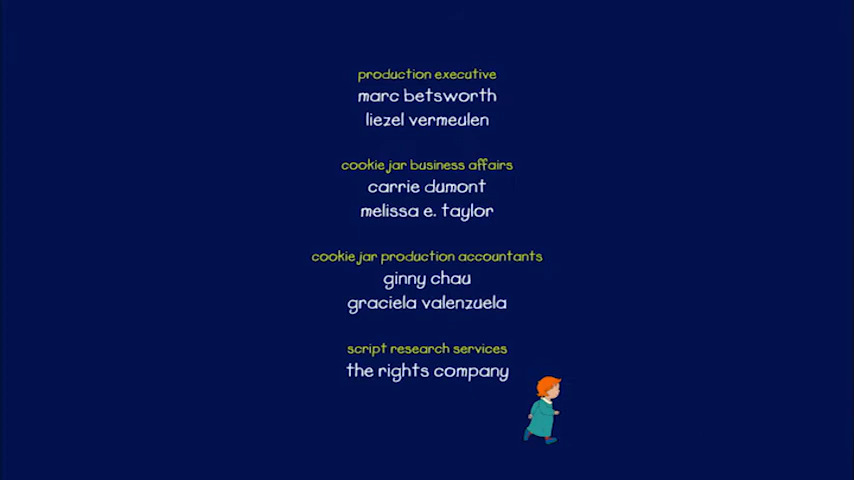 production executive
marc betsworth
liezel vermeulen
cookie jar business affairs
carrie dumont
melissa e. taylor
cookie jar production accountants
ginny chau
graciela valenzuela
script research services
the rights company